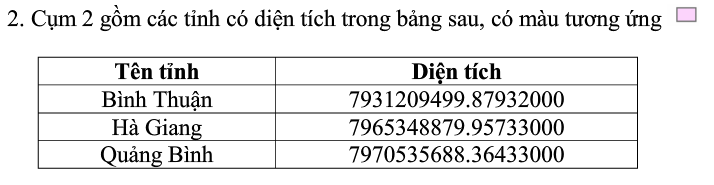 2. Cụm 2 gồm các tỉnh có diện tích trong bảng sau, có màu tương ứng
Tên tỉnh Diện tích
Bình Thuận 7931209499.87932000
Hà Giang 7965348879.95733000
Quảng Bình 7970535688.36433000